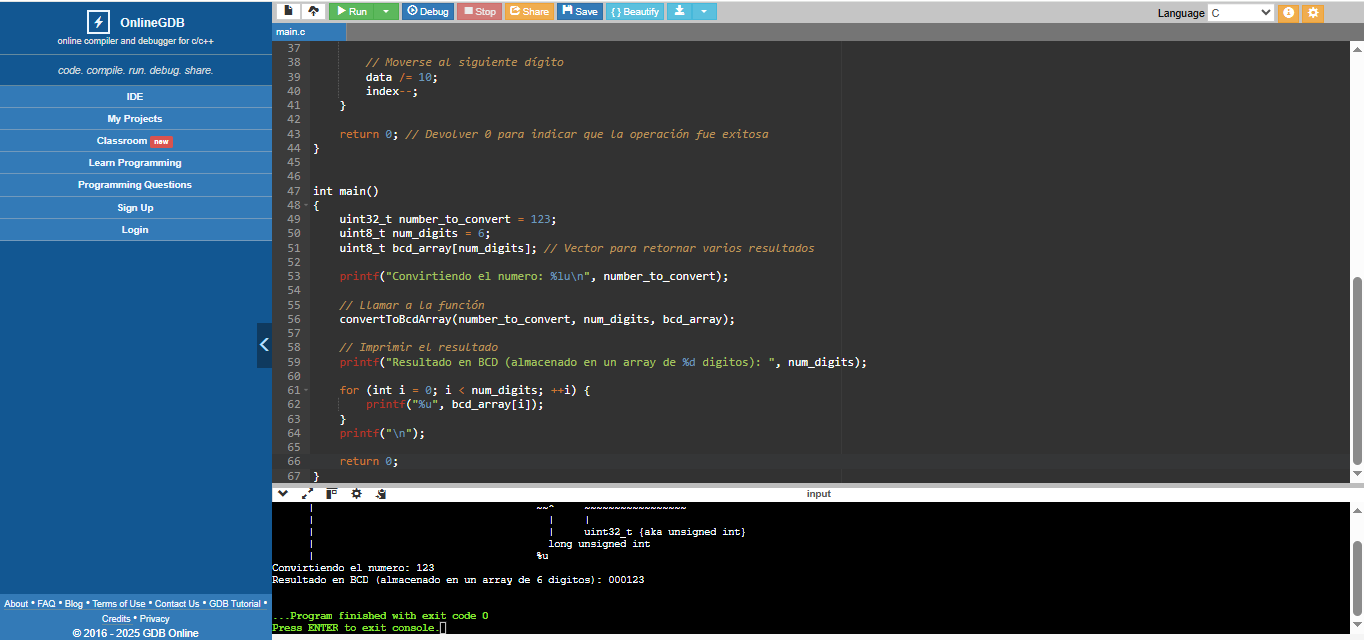 OnlineGDB
online compiler and debugger for c/c++
code. compile. run. debug. share.
IDE
My Projects
Classroom new
Learn Programming
Programming Questions
Sign Up
Login
About • FAQ • Blog • Terms of Use • Contact Us • GDB Tutorial •
Credits • Privacy
© 2016 - 2025 GDB Online
Run Debug Stop Share Save { } Beautify Language C
main.c
37
38 // Moverse al siguiente dígito
39 data /= 10;
40 index--;
41 }
42
43 return 0; // Devolver 0 para indicar que la operación fue exitosa
44 }
45
46
47 int main()
48 {
49 uint32_t number_to_convert = 123;
50 uint8_t num_digits = 6;
51 uint8_t bcd_array[num_digits]; // Vector para retornar varios resultados
52
53 printf("Convirtiendo el numero: %lu\n", number_to_convert);
54
55 // Llamar a la función
56 convertToBcdArray(number_to_convert, num_digits, bcd_array);
57
58 // Imprimir el resultado
59 printf("Resultado en BCD (almacenado en un array de %d digitos): ", num_digits);
60
61 for (int i = 0; i < num_digits; ++i) {
62 printf("%u", bcd_array[i]);
63 }
64 printf("\n");
65
66 return 0;
67 }
input
| ~~^ ~~~~~~~~~~~~~~~~~
| | |
| | uint32_t {aka unsigned int}
| long unsigned int
| %u
Convirtiendo el numero: 123
Resultado en BCD (almacenado en un array de 6 digitos): 000123
...Program finished with exit code 0
Press ENTER to exit console.